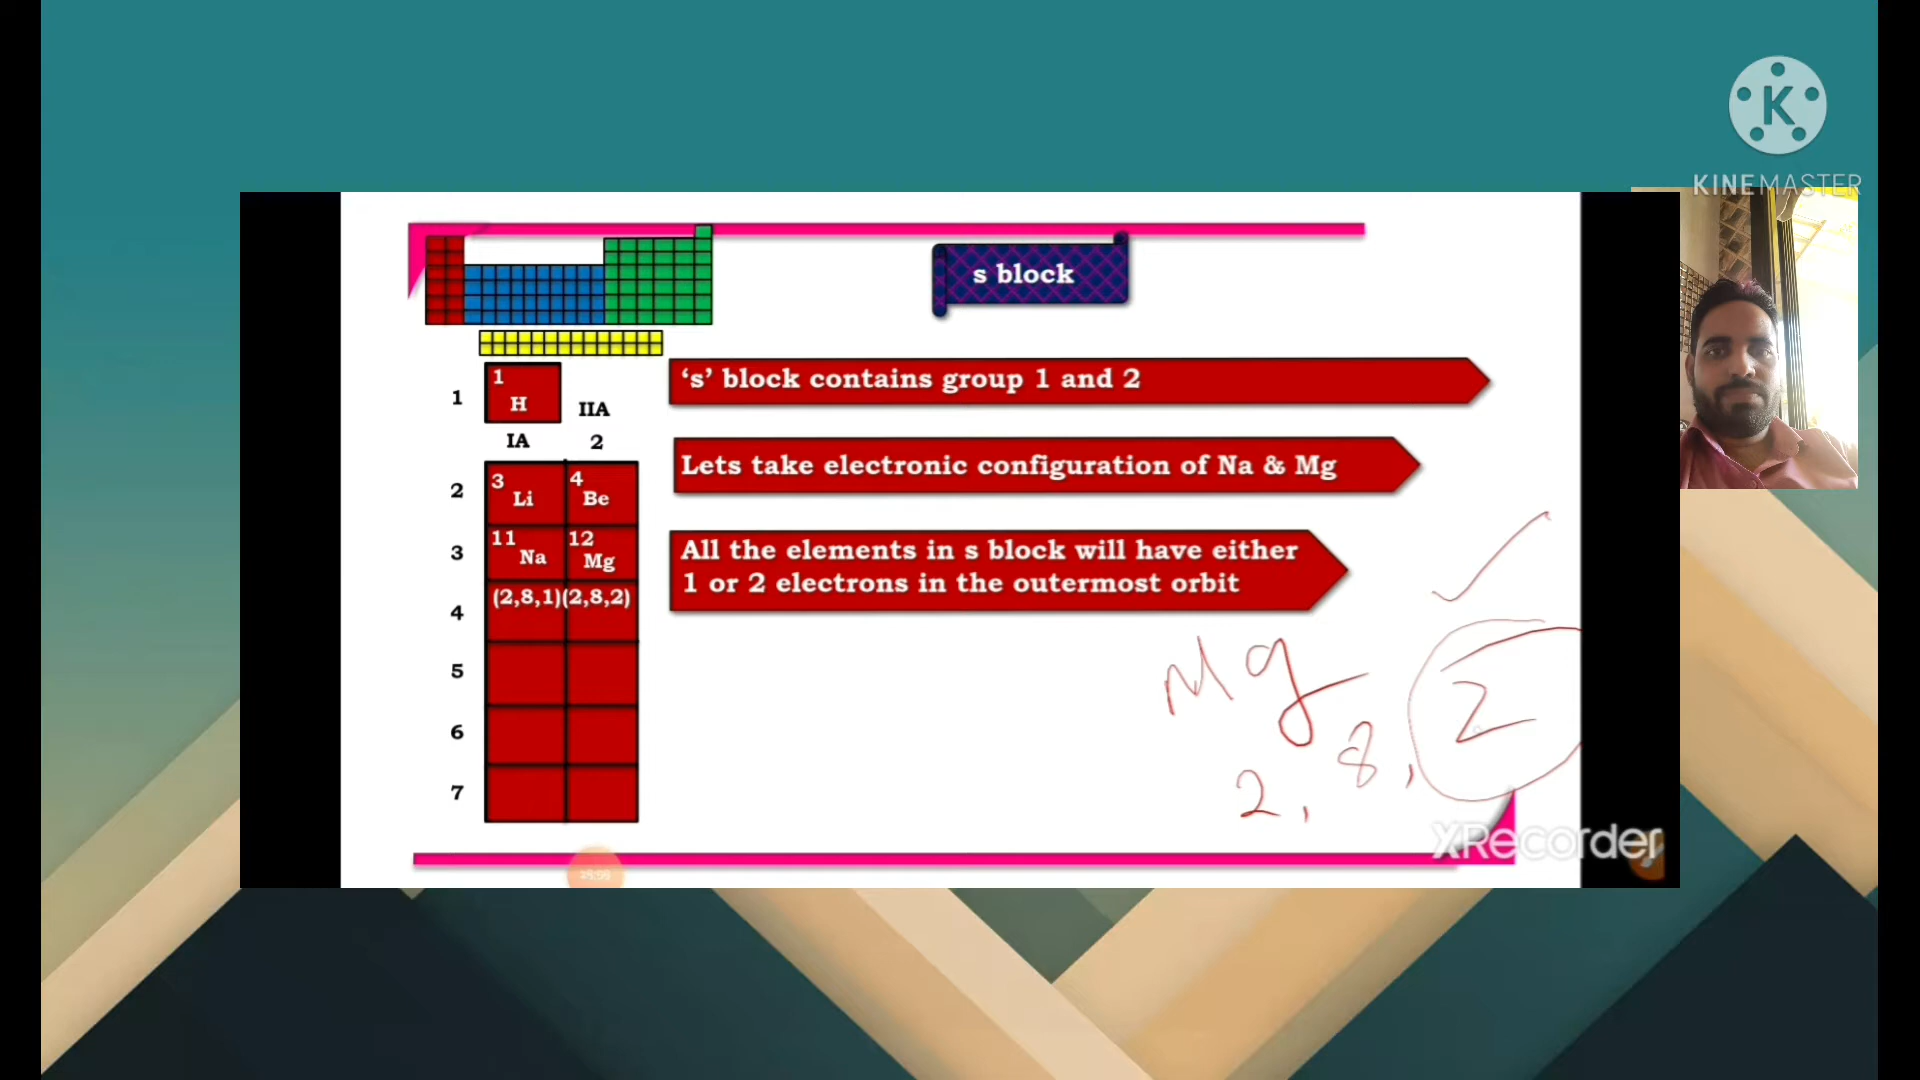 K
KINEMASTER
s block
1
1
H
IIA
IA
2
‘s’ block contains group 1 and 2
Lets take electronic configuration of Na & Mg
2
3
Li
4
Be
3
11
Na
12
Mg
All the elements in s block will have either
1 or 2 electrons in the outermost orbit
4
(2,8,1)(2,8,2)
5
6
7
Mg
2, 8, 2
XRecorder